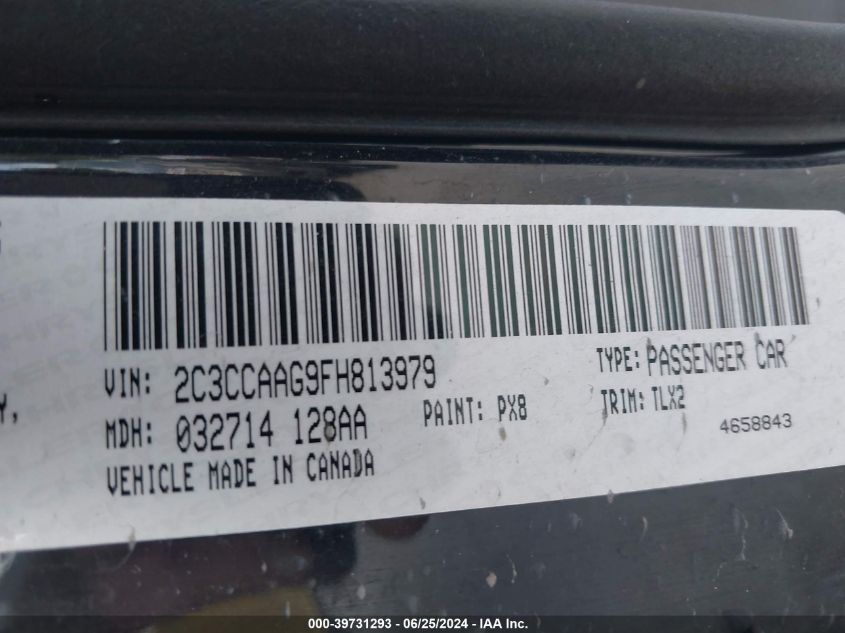 VIN: 2C3CCAAG9FH813979
TYPE: PASSENGER CAR
MDH: 032714 128AA
PAINT: PX8
TRIM: TLX2
VEHICLE MADE IN CANADA
4658843
000-39731293 - 06/25/2024 - IAA Inc.